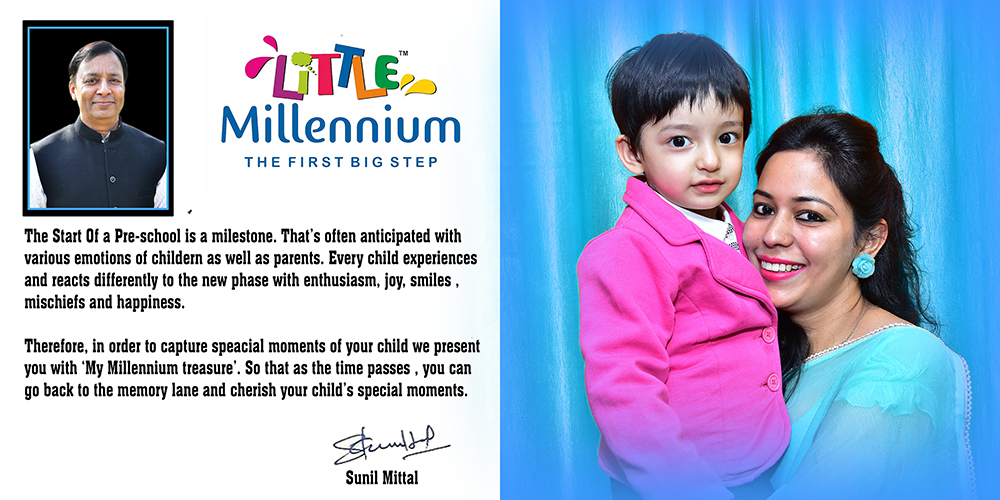 LiTTLE™
Millennium
THE FIRST BIG STEP
The Start Of a Pre-school is a milestone. That's often anticipated with
various emotions of childern as well as parents. Every child experiences
and reacts differently to the new phase with enthusiasm, joy, smiles ,
mischiefs and happiness.
Therefore, in order to capture speacial moments of your child we present
you with ‘My Millennium treasure’. So that as the time passes , you can
go back to the memory lane and cherish your child's special moments.
Sunil Mittal